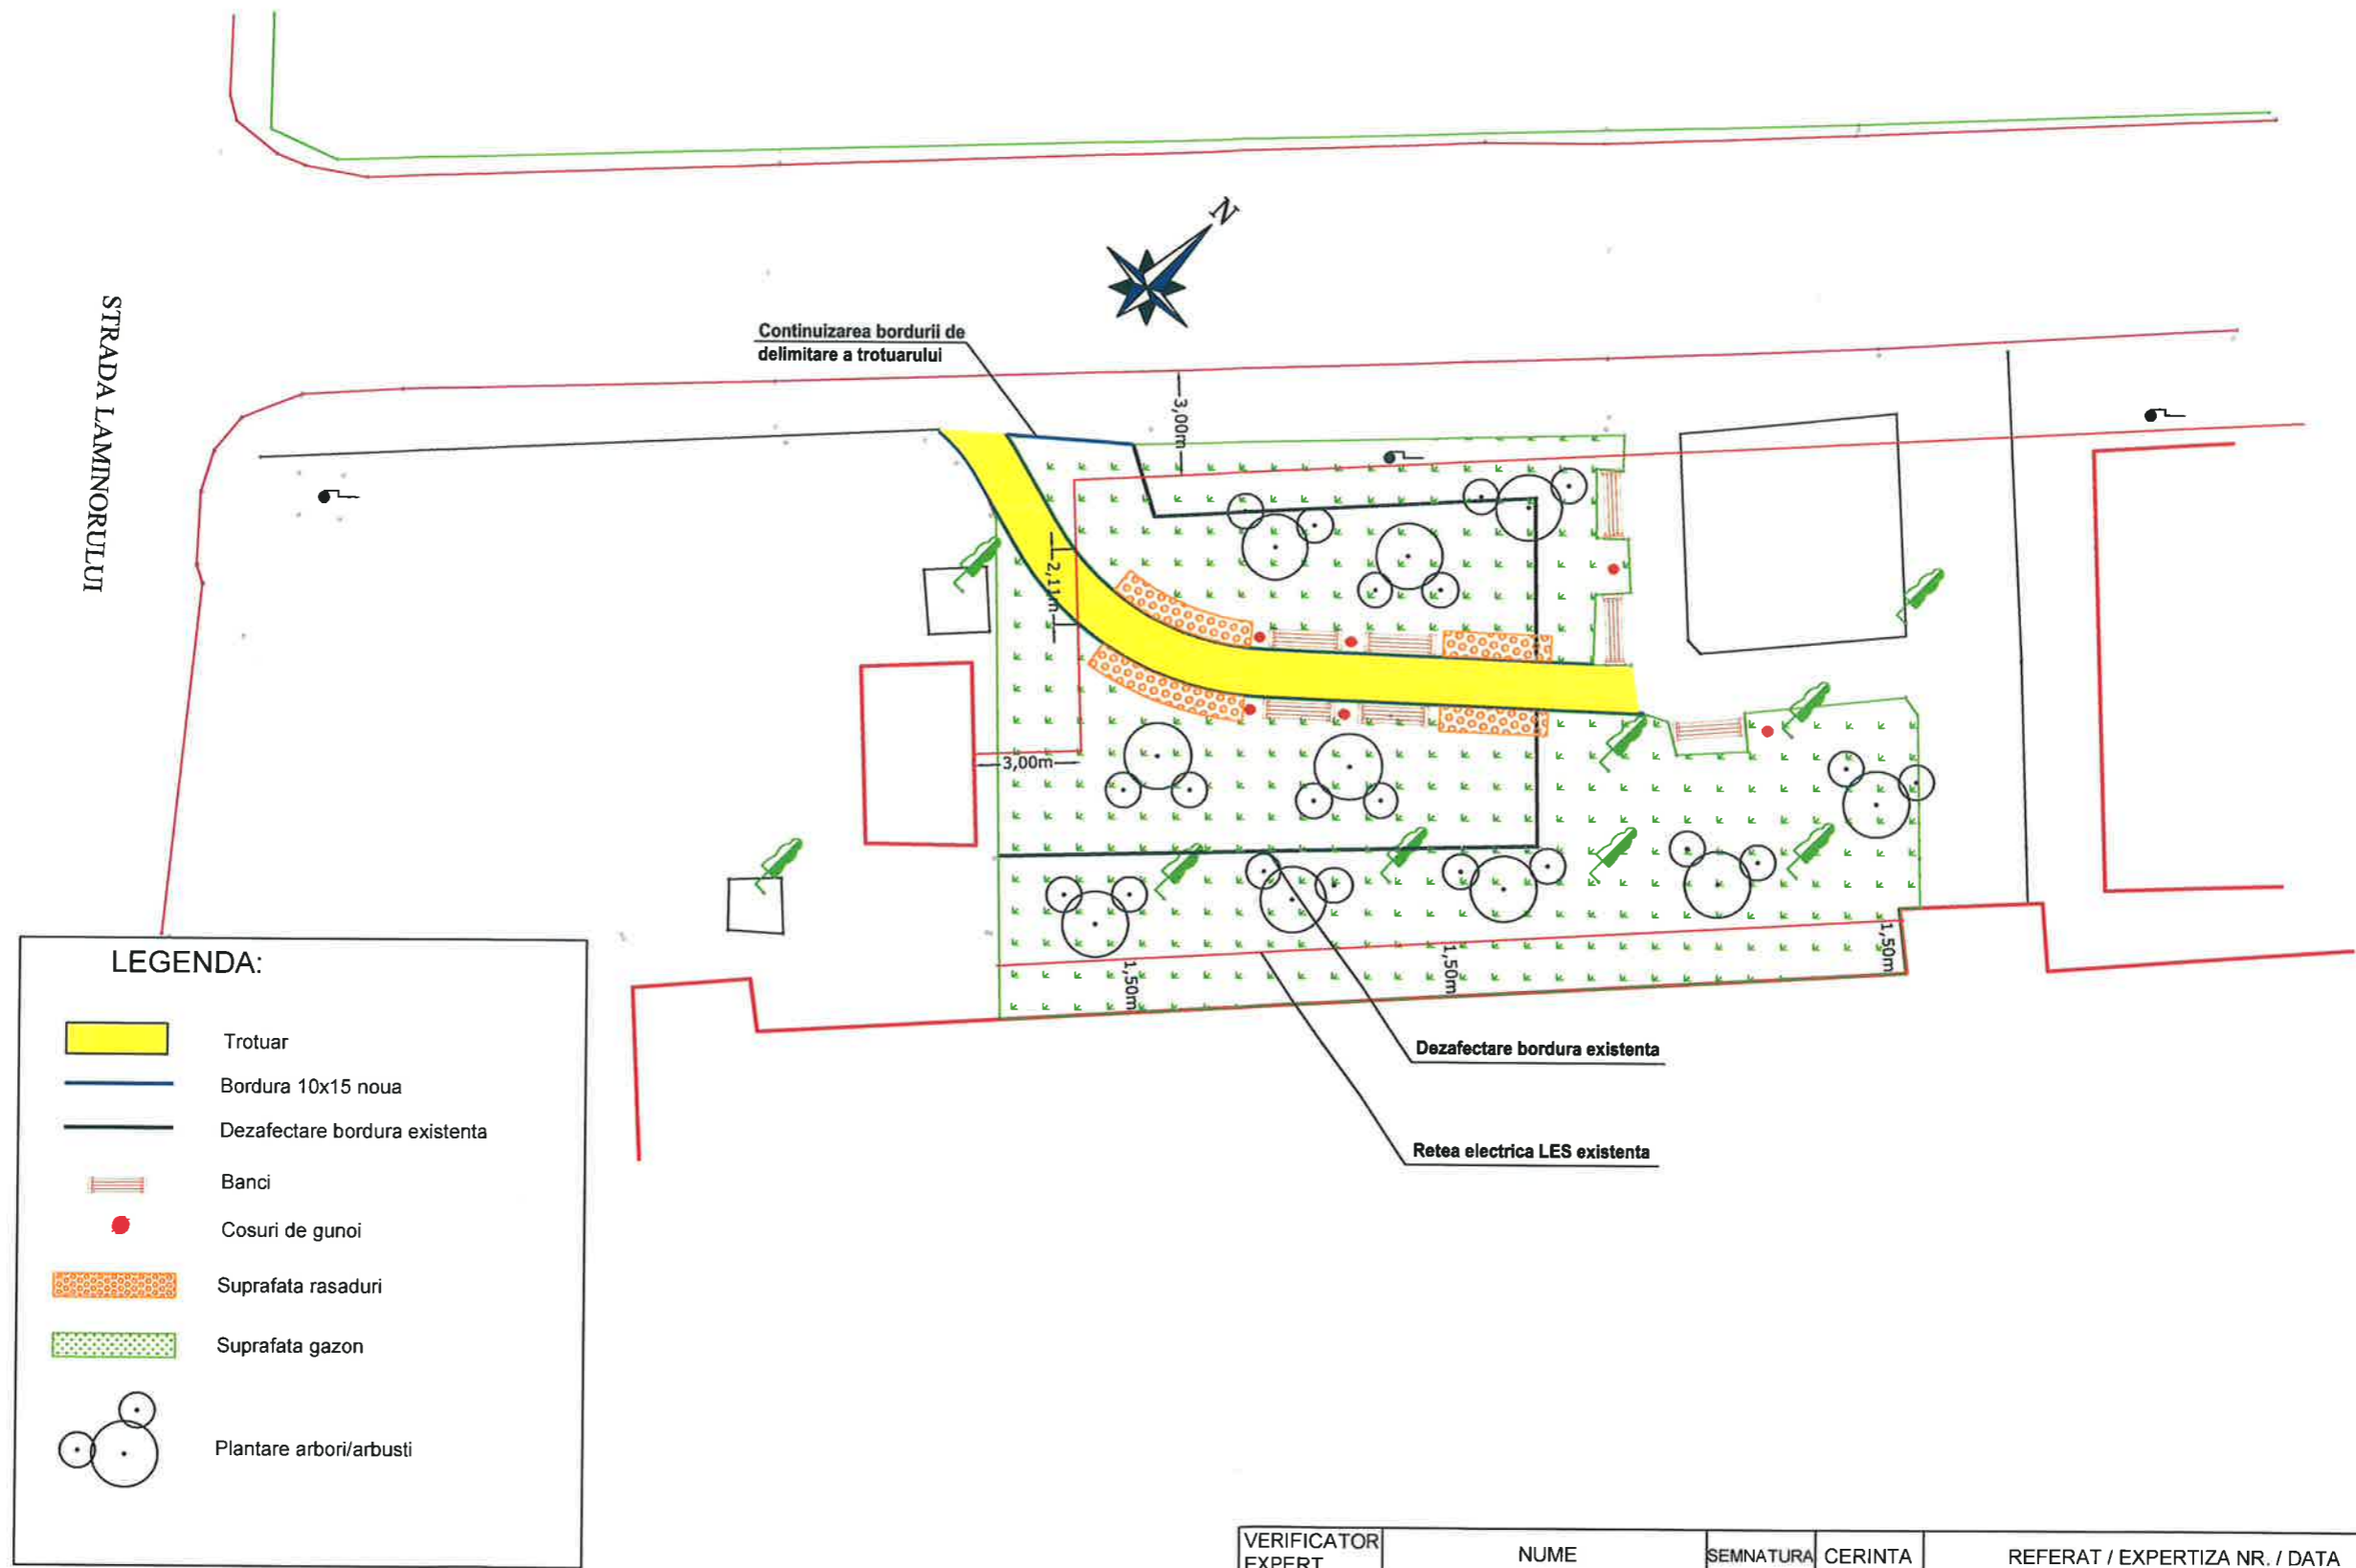 N
STRADA LAMINORULUI
Continuizarea bordurii de
delimitare a trotuarului
3,00m
2,11m
3,00m
1,50m
1,50m
1,50m
Dezafectare bordura existenta
Retea electrica LES existenta
LEGENDA:
Trotuar
Bordura 10x15 noua
Dezafectare bordura existenta
Banci
Cosuri de gunoi
Suprafata rasaduri
Suprafata gazon
Plantare arbori/arbusti
VERIFICATOR
EXPERT
NUME
SEMNATURA
CERINTA
REFERAT / EXPERTIZA NR. / DATA